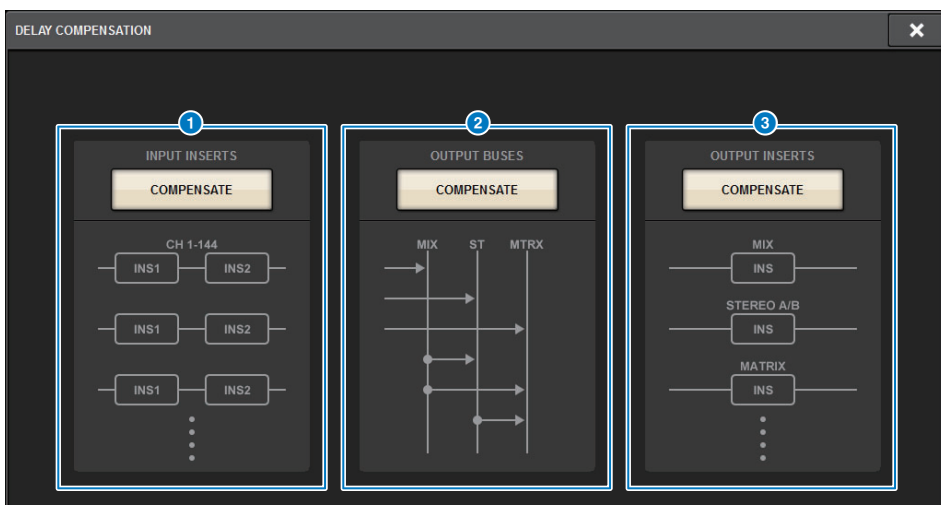 DELAY COMPENSATION
1
INPUT INSERTS
COMPENSATE
CH 1-144
INS1 INS2
INS1 INS2
INS1 INS2
2
OUTPUT BUSES
COMPENSATE
MIX ST MTRX
3
OUTPUT INSERTS
COMPENSATE
MIX
INS
STEREO A/B
INS
MATRIX
INS